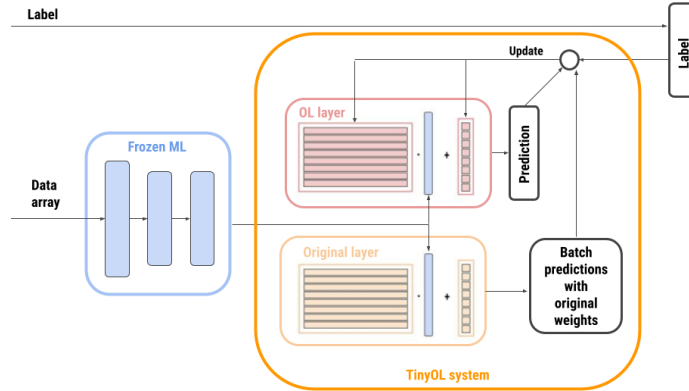 Label
Update
Label
OL layer
Frozen ML
Prediction
Data
array
Original layer
Batch
predictions
with
original
weights
TinyOL system